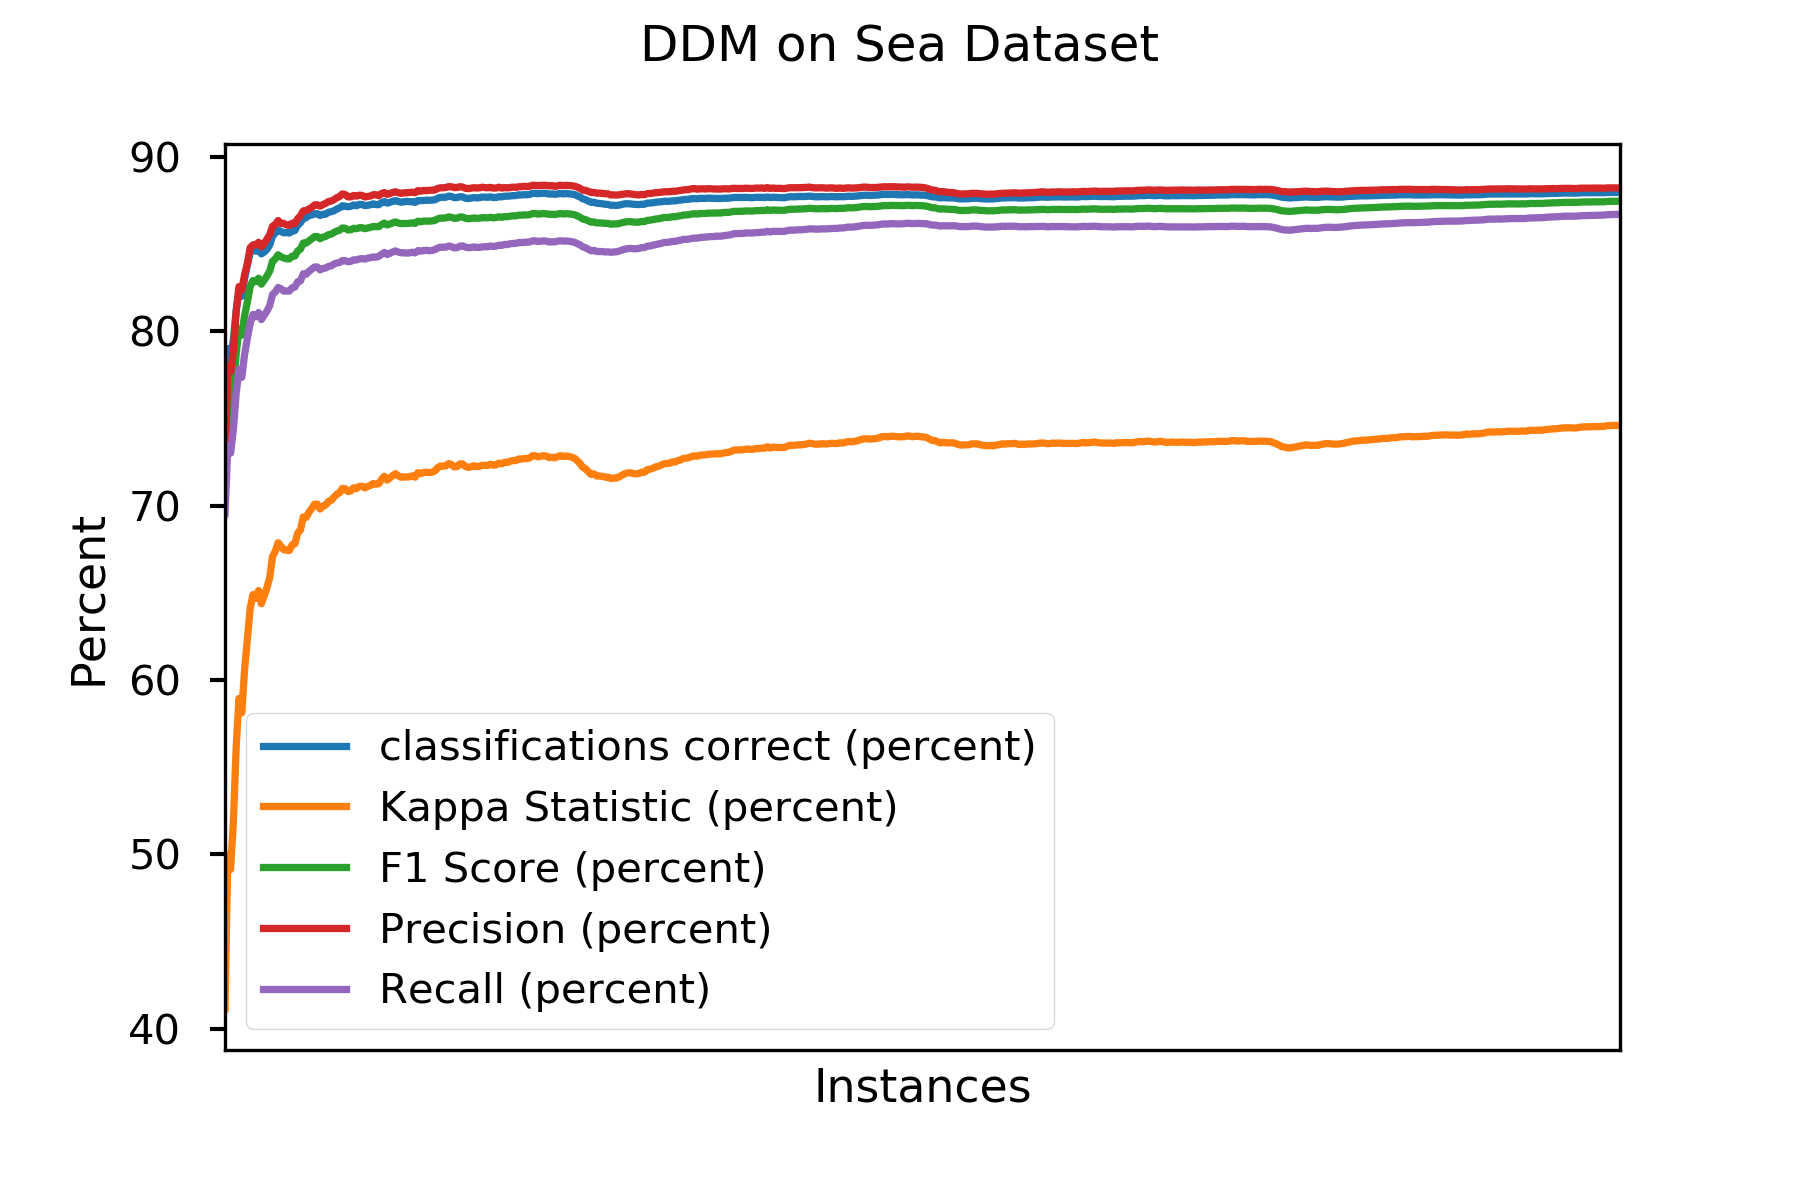 DDM on Sea Dataset
90
80
70
60
50
40
Percent
classifications correct (percent)
Kappa Statistic (percent)
F1 Score (percent)
Precision (percent)
Recall (percent)
Instances